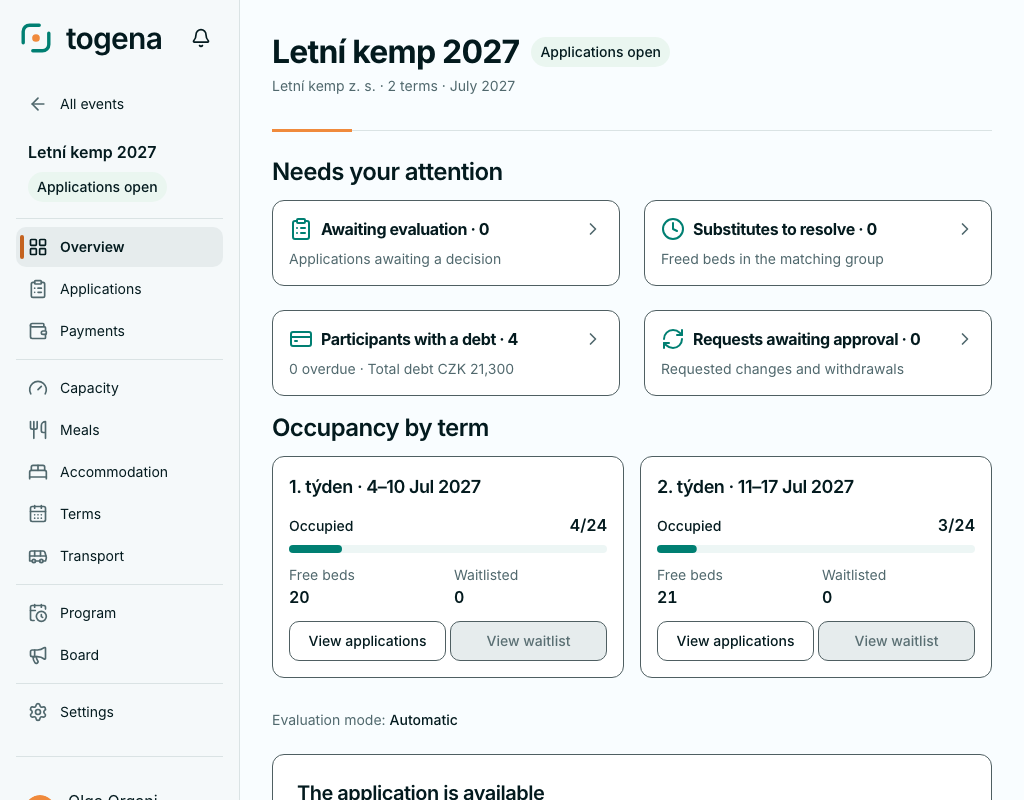 togena
All events
Letní kemp 2027
Applications open
Overview
Applications
Payments
Capacity
Meals
Accommodation
Terms
Transport
Program
Board
Settings
Letní kemp 2027 Applications open
Letní kemp z. s. · 2 terms · July 2027
Needs your attention
Awaiting evaluation · 0
Applications awaiting a decision
Substitutes to resolve · 0
Freed beds in the matching group
Participants with a debt · 4
0 overdue · Total debt CZK 21,300
Requests awaiting approval · 0
Requested changes and withdrawals
Occupancy by term
1. týden · 4–10 Jul 2027
Occupied 4/24
Free beds Waitlisted
20 0
View applications View waitlist
2. týden · 11–17 Jul 2027
Occupied 3/24
Free beds Waitlisted
21 0
View applications View waitlist
Evaluation mode: Automatic
The application is available